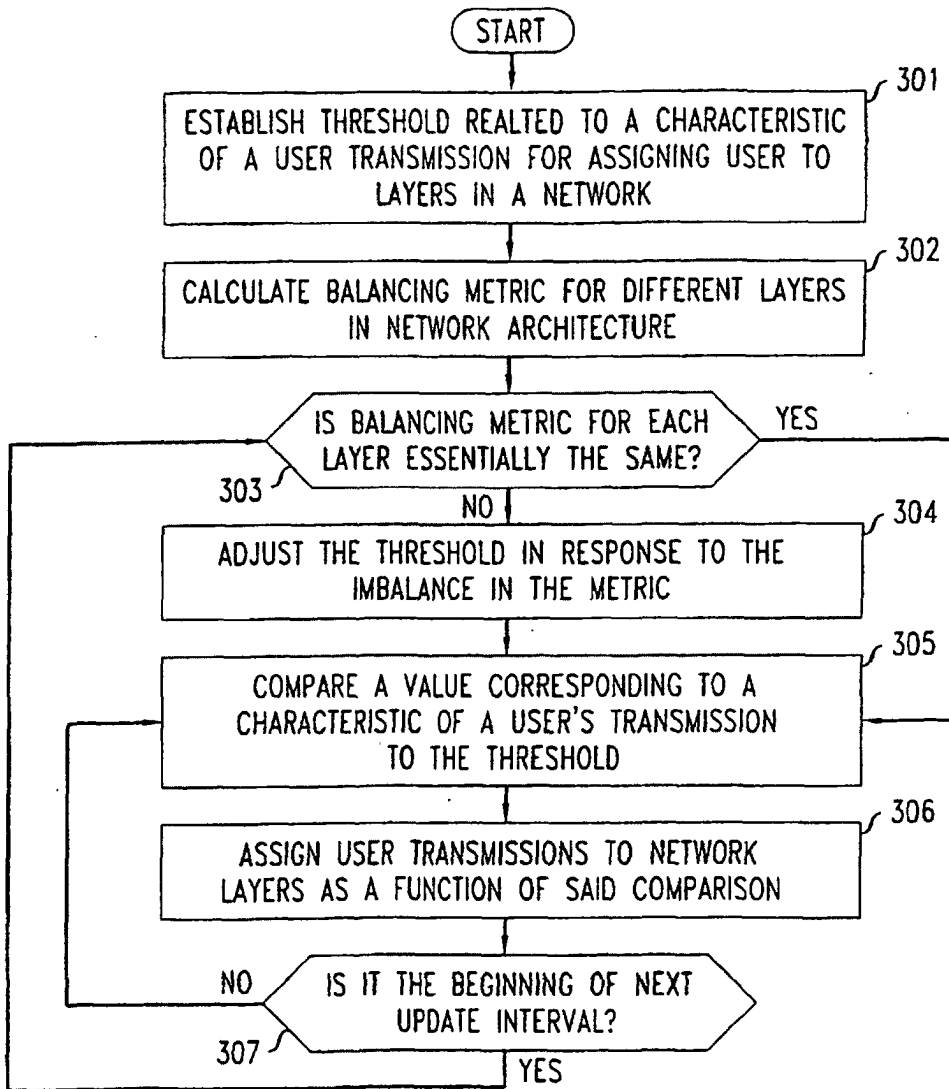 START
301
ESTABLISH THRESHOLD REALTED TO A CHARACTERISTIC
OF A USER TRANSMISSION FOR ASSIGNING USER TO
LAYERS IN A NETWORK
302
CALCULATE BALANCING METRIC FOR DIFFERENT LAYERS
IN NETWORK ARCHITECTURE
IS BALANCING METRIC FOR EACH
LAYER ESSENTIALLY THE SAME?
YES
303
NO
304
ADJUST THE THRESHOLD IN RESPONSE TO THE
IMBALANCE IN THE METRIC
305
COMPARE A VALUE CORRESPONDING TO A
CHARACTERISTIC OF A USER'S TRANSMISSION
TO THE THRESHOLD
306
ASSIGN USER TRANSMISSIONS TO NETWORK
LAYERS AS A FUNCTION OF SAID COMPARISON
NO
IS IT THE BEGINNING OF NEXT
UPDATE INTERVAL?
307
YES